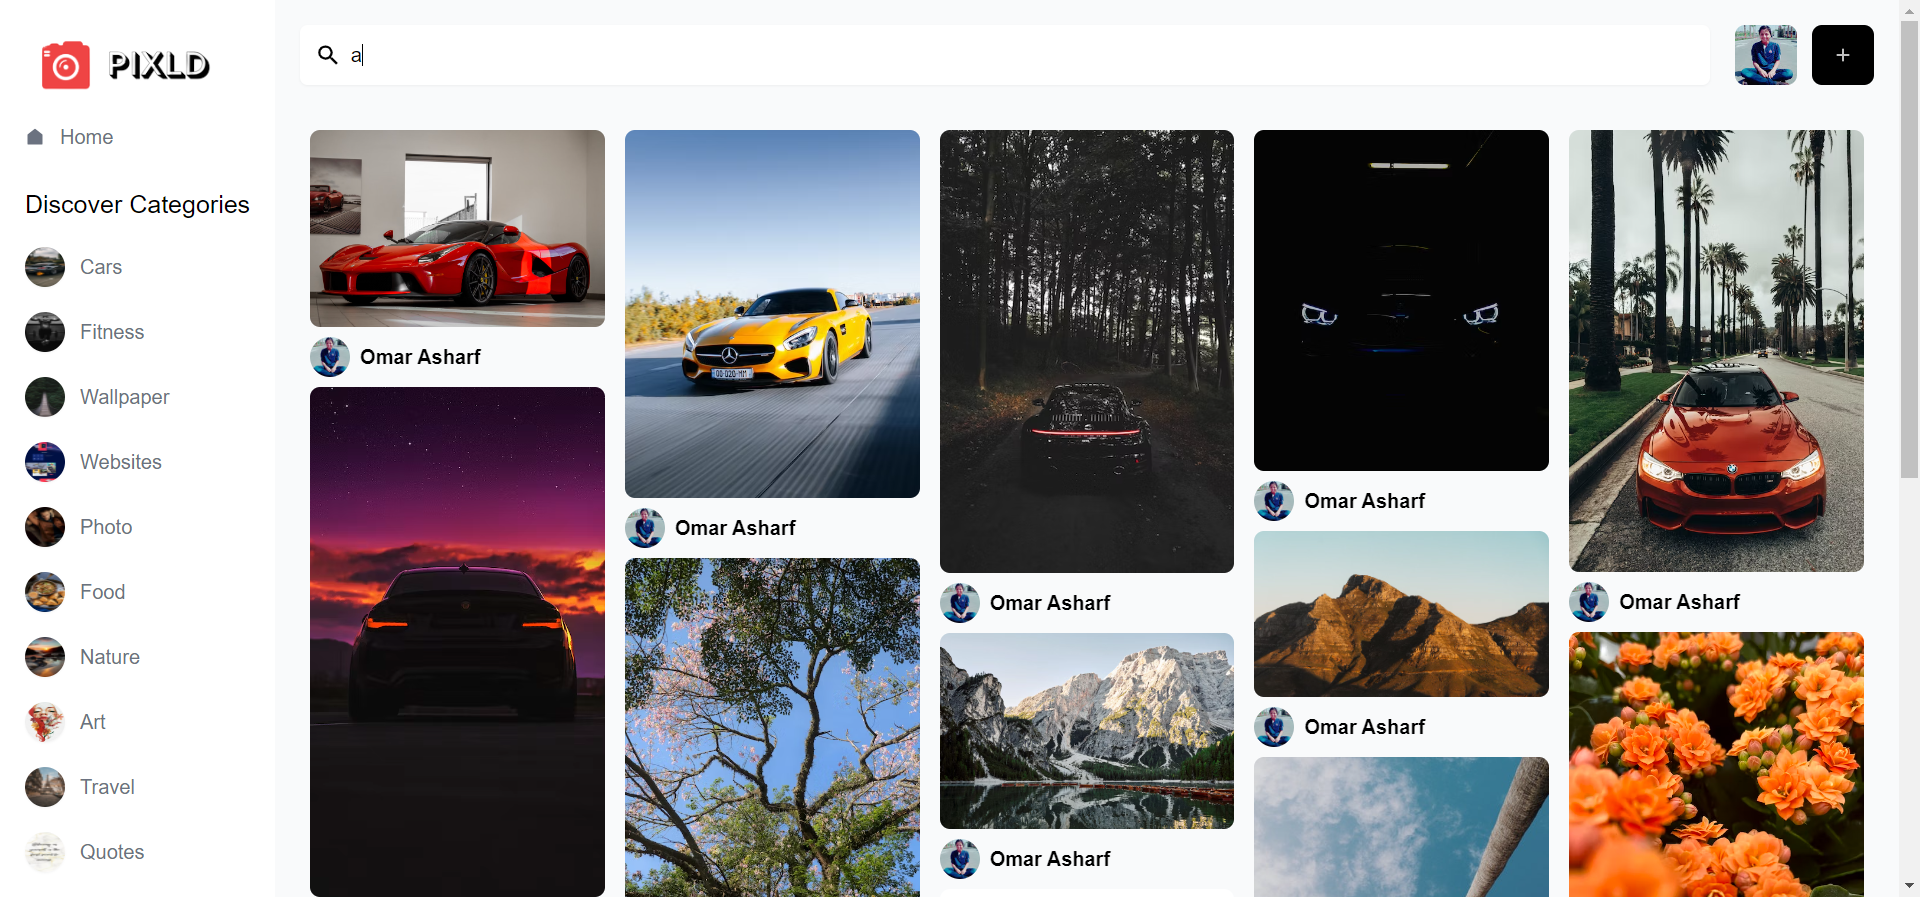 PIXLD
a
+
Home
Discover Categories
Cars
Fitness
Wallpaper
Websites
Photo
Food
Nature
Art
Travel
Quotes
Omar Asharf
Omar Asharf
Omar Asharf
Omar Asharf
Omar Asharf
Omar Asharf
Omar Asharf